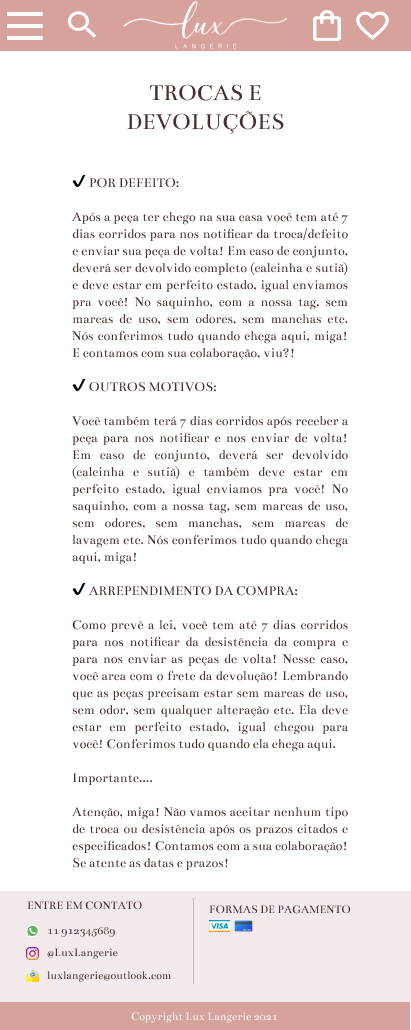 lux
LANGERIE
TROCAS E
DEVOLUÇÕES
✔ POR DEFEITO:
Após a peça ter chego na sua casa você tem até 7
dias corridos para nos notificar da troca/defeito
e enviar sua peça de volta! Em caso de conjunto,
deverá ser devolvido completo (calcinha e sutiã)
e deve estar em perfeito estado, igual enviamos
pra você! No saquinho, com a nossa tag, sem
marcas de uso, sem odores, sem manchas etc.
Nós conferimos tudo quando chega aqui, miga!
E contamos com sua colaboração, viu?!
✔ OUTROS MOTIVOS:
Você também terá 7 dias corridos após receber a
peça para nos notificar e nos enviar de volta!
Em caso de conjunto, deverá ser devolvido
(calcinha e sutiã) e também deve estar em
perfeito estado, igual enviamos pra você! No
saquinho, com a nossa tag, sem marcas de uso,
sem odores, sem manchas, sem marcas de
lavagem etc. Nós conferimos tudo quando chega
aqui, miga!
✔ ARREPENDIMENTO DA COMPRA:
Como prevê a lei, você tem até 7 dias corridos
para nos notificar da desistência da compra e
para nos enviar as peças de volta! Nesse caso,
você arca com o frete da devolução! Lembrando
que as peças precisam estar sem marcas de uso,
sem odor, sem qualquer alteração etc. Ela deve
estar em perfeito estado, igual chegou para
você! Conferimos tudo quando ela chega aqui.
Importante....
Atenção, miga! Não vamos aceitar nenhum tipo
de troca ou desistência após os prazos citados e
especificados! Contamos com a sua colaboração!
Se atente as datas e prazos!
ENTRE EM CONTATO
11 912345689
@LuxLangerie
luxlangerie@outlook.com
FORMAS DE PAGAMENTO
VISA
Copyright Lux Langerie 2021